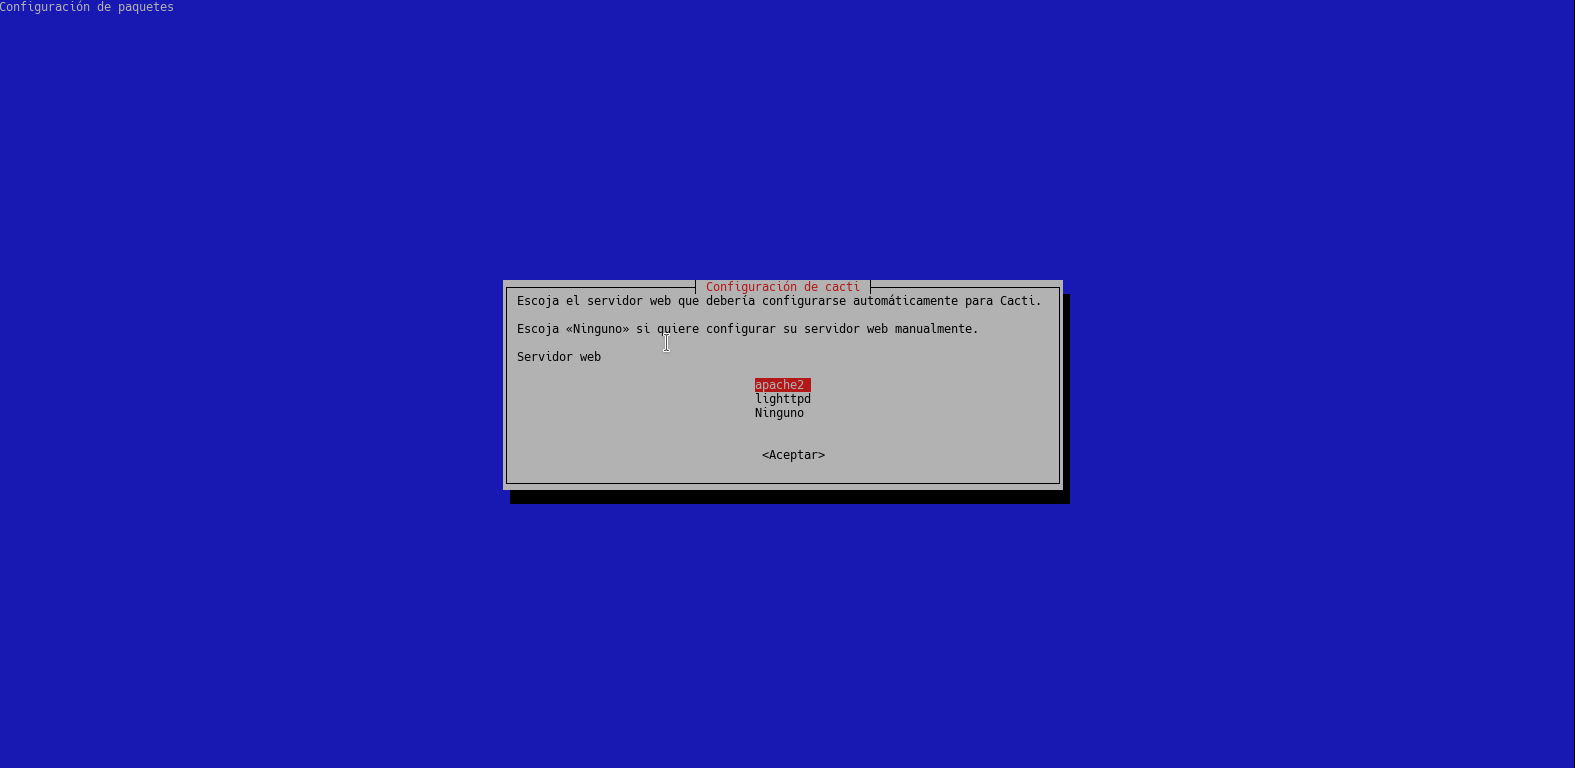 Configuración de paquetes
Configuración de cacti
Escoja el servidor web que debería configurarse automáticamente para Cacti.
Escoja «Ninguno» si quiere configurar su servidor web manualmente.
Servidor web
apache2
lighttpd
Ninguno
<Aceptar>